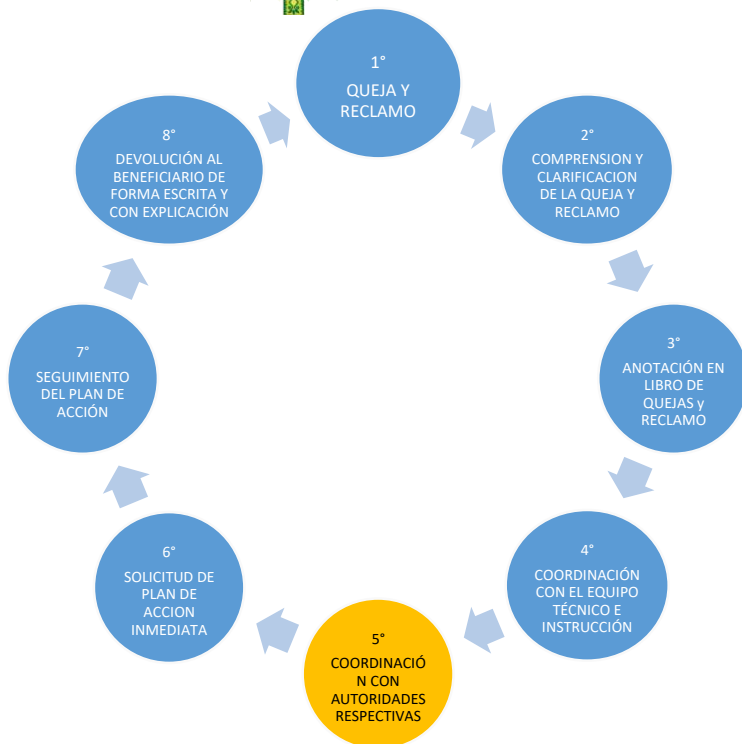 1°
QUEJA Y
RECLAMO
2°
COMPRENSION Y
CLARIFICACION
DE LA QUEJA Y
RECLAMO
3°
ANOTACIÓN EN
LIBRO DE
QUEJAS y
RECLAMO
4°
COORDINACIÓN
CON EL EQUIPO
TÉCNICO E
INSTRUCCIÓN
5°
COORDINACIÓ
N CON
AUTORIDADES
RESPECTIVAS
6°
SOLICITUD DE
PLAN DE
ACCION
INMEDIATA
7°
SEGUIMIENTO
DEL PLAN DE
ACCIÓN
8°
DEVOLUCIÓN AL
BENEFICIARIO DE
FORMA ESCRITA Y
CON EXPLICACIÓN